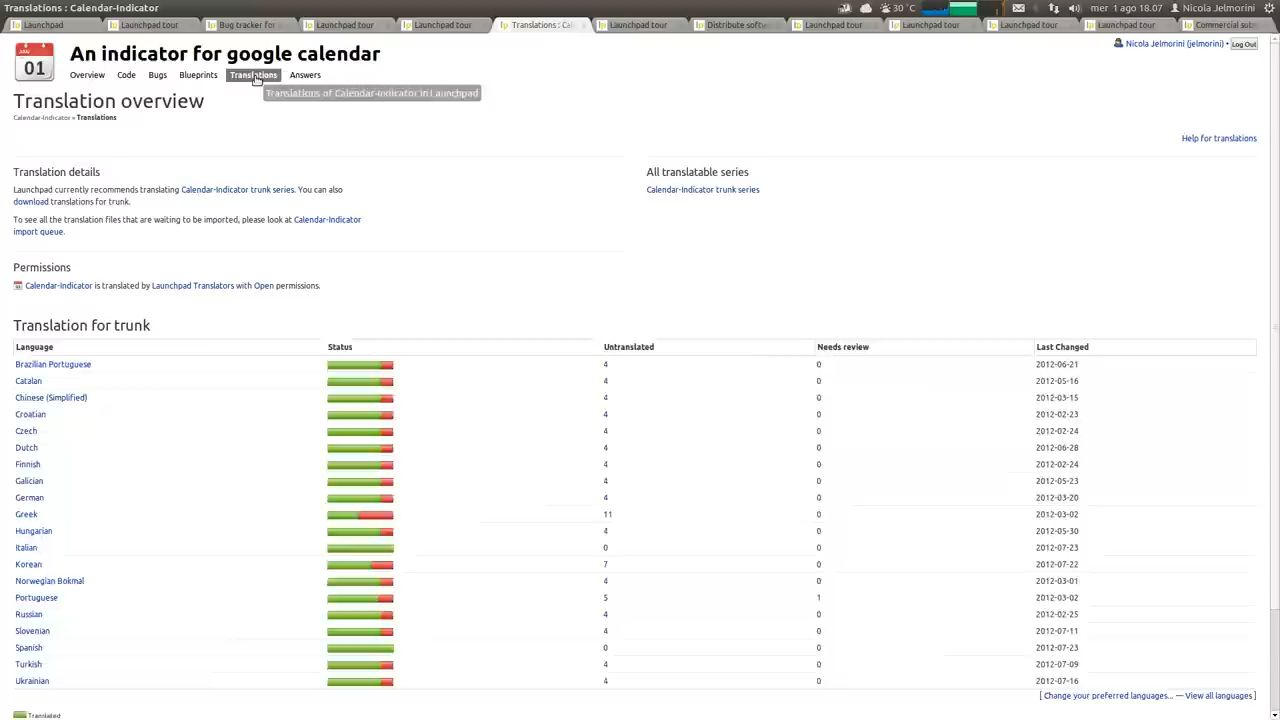 Translations : Calendar-Indicator
30°C mer 1 ago 18.07 Nicola Jelmorini
Launchpad Launchpad tour Bug tracker for Launchpad tour Launchpad tour Translations : Cale Launchpad tour Distribute softw Launchpad tour Launchpad tour Launchpad tour Launchpad tour Commercial sub
An indicator for google calendar
Nicola Jelmorini (jelmorini) • Log Out
JAN
01
Overview Code Bugs Blueprints Translations Answers
Translations of Calendar-Indicator in Launchpad
Translation overview
Calendar-Indicator » Translations
Help for translations
Translation details
Launchpad currently recommends translating Calendar-Indicator trunk series. You can also
download translations for trunk.
To see all the translation files that are waiting to be imported, please look at Calendar-Indicator
import queue.
All translatable series
Calendar-Indicator trunk series
Permissions
Calendar-Indicator is translated by Launchpad Translators with Open permissions.
Translation for trunk
Language Status Untranslated Needs review Last Changed
Brazilian Portuguese 4 0 2012-06-21
Catalan 4 0 2012-05-16
Chinese (Simplified) 4 0 2012-03-15
Croatian 4 0 2012-02-23
Czech 4 0 2012-02-24
Dutch 4 0 2012-06-28
Finnish 4 0 2012-02-24
Galician 4 0 2012-05-23
German 4 0 2012-03-20
Greek 11 0 2012-03-02
Hungarian 4 0 2012-05-30
Italian 0 0 2012-07-23
Korean 7 0 2012-07-22
Norwegian Bokmal 4 0 2012-03-01
Portuguese 5 1 2012-03-02
Russian 4 0 2012-02-25
Slovenian 4 0 2012-07-11
Spanish 0 0 2012-07-23
Turkish 4 0 2012-07-09
Ukrainian 4 0 2012-07-16
[ Change your preferred languages... — View all languages ]
Translated